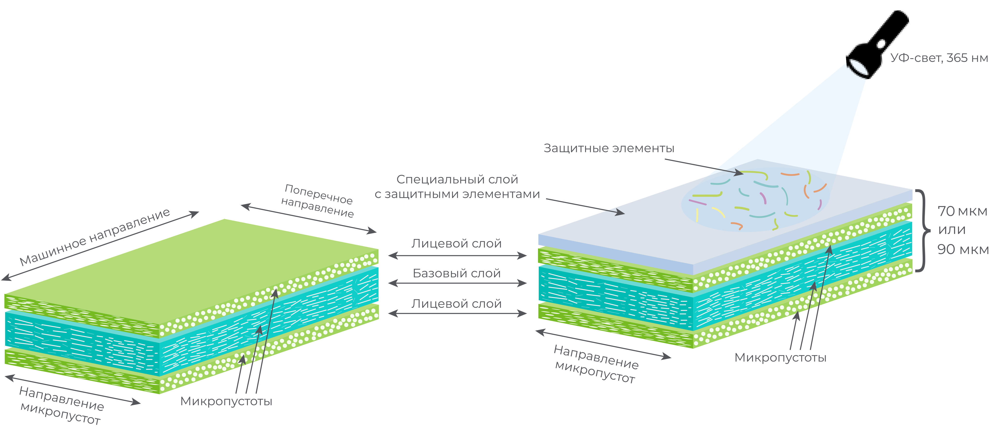 УФ-свет, 365 нм
Защитные элементы
Специальный слой
с защитными элементами
Поперечное
направление
Машинное направление
70 мкм
или
90 мкм
Лицевой слой
Базовый слой
Лицевой слой
Направление
микропустот
Микропустоты
Направление
микропустот
Микропустоты